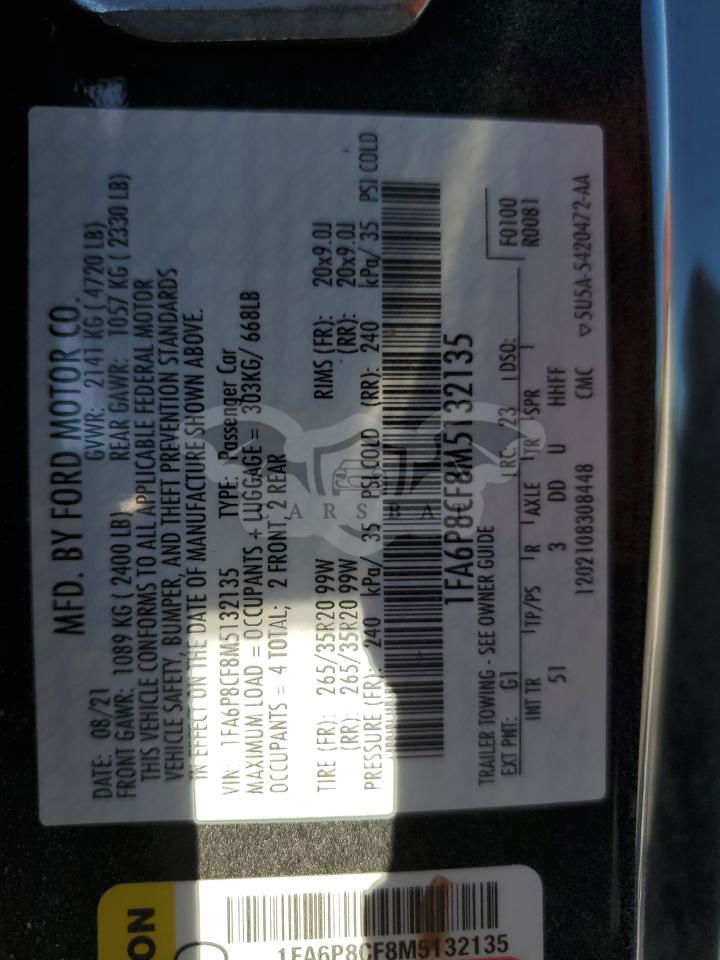 MFD. BY FORD MOTOR CO.
DATE: 08/21 GVWR: 2141 KG ( 4720 LB)
FRONT GAWR: 1089 KG ( 2400 LB) REAR GAWR: 1057 KG ( 2330 LB)
THIS VEHICLE CONFORMS TO ALL APPLICABLE FEDERAL MOTOR
VEHICLE SAFETY, BUMPER, AND THEFT PREVENTION STANDARDS
IN EFFECT ON THE DATE OF MANUFACTURE SHOWN ABOVE.
VIN: 1FA6P8CF8M5132135 TYPE: Passenger Car
MAXIMUM LOAD = OCCUPANTS + LUGGAGE = 303KG/ 668LB
OCCUPANTS = 4 TOTAL; 2 FRONT 2 REAR
TIRE (FR): 265/35R20 99W RIMS (FR): 20x9.0J
(RR): 265/35R20 99W (RR): 20x9.0J
PRESSURE (FR): 240 kPa/ 35 PSI COLD (RR): 240 kPa/ 35 PSI COLD
1FA6P8CF8M5132135
TRAILER TOWING - SEE OWNER GUIDE
EXT PNT: G1 RC: 23 DSO: F0100
R0081
INT TR TP/PS R AXLE TR SPR
51 3 DD U HHFF
1202108308448 CMC ▽5U5A-5420472-AA
ARSBA
ION
1FA6P8CF8M5132135